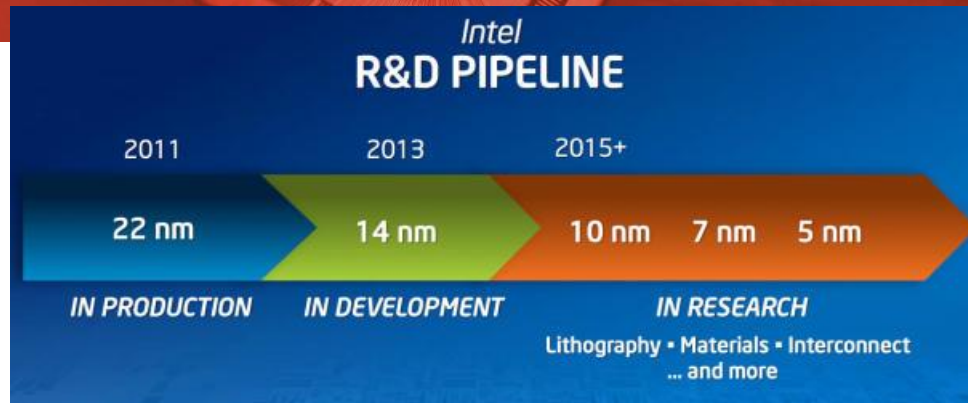 Intel
R&D PIPELINE
2011 2013 2015+
22 nm 14 nm 10 nm 7 nm 5 nm
IN PRODUCTION IN DEVELOPMENT IN RESEARCH
Lithography ▪ Materials ▪ Interconnect
... and more